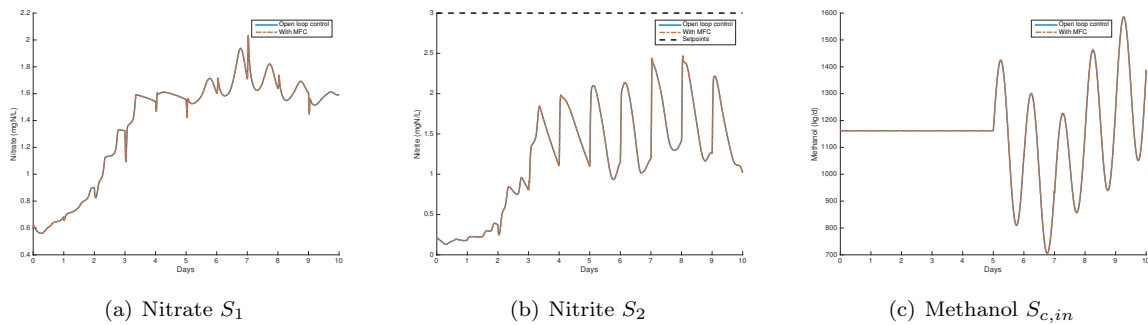 Open loop control
With MFC
2.2
2
1.8
1.6
1.4
1.2
1
0.8
0.6
0.4
Nitrate (mgN/L)
0 1 2 3 4 5 6 7 8 9 10
Days
(a) Nitrate S1
Open loop control
With MFC
Setpoints
3
2.5
2
1.5
1
0.5
0
Nitrite (mgN/L)
0 1 2 3 4 5 6 7 8 9 10
Days
(b) Nitrite S2
Open loop control
With MFC
1600
1500
1400
1300
1200
1100
1000
900
800
700
Methanol (kg/d)
0 1 2 3 4 5 6 7 8 9 10
Days
(c) Methanol Sc,in